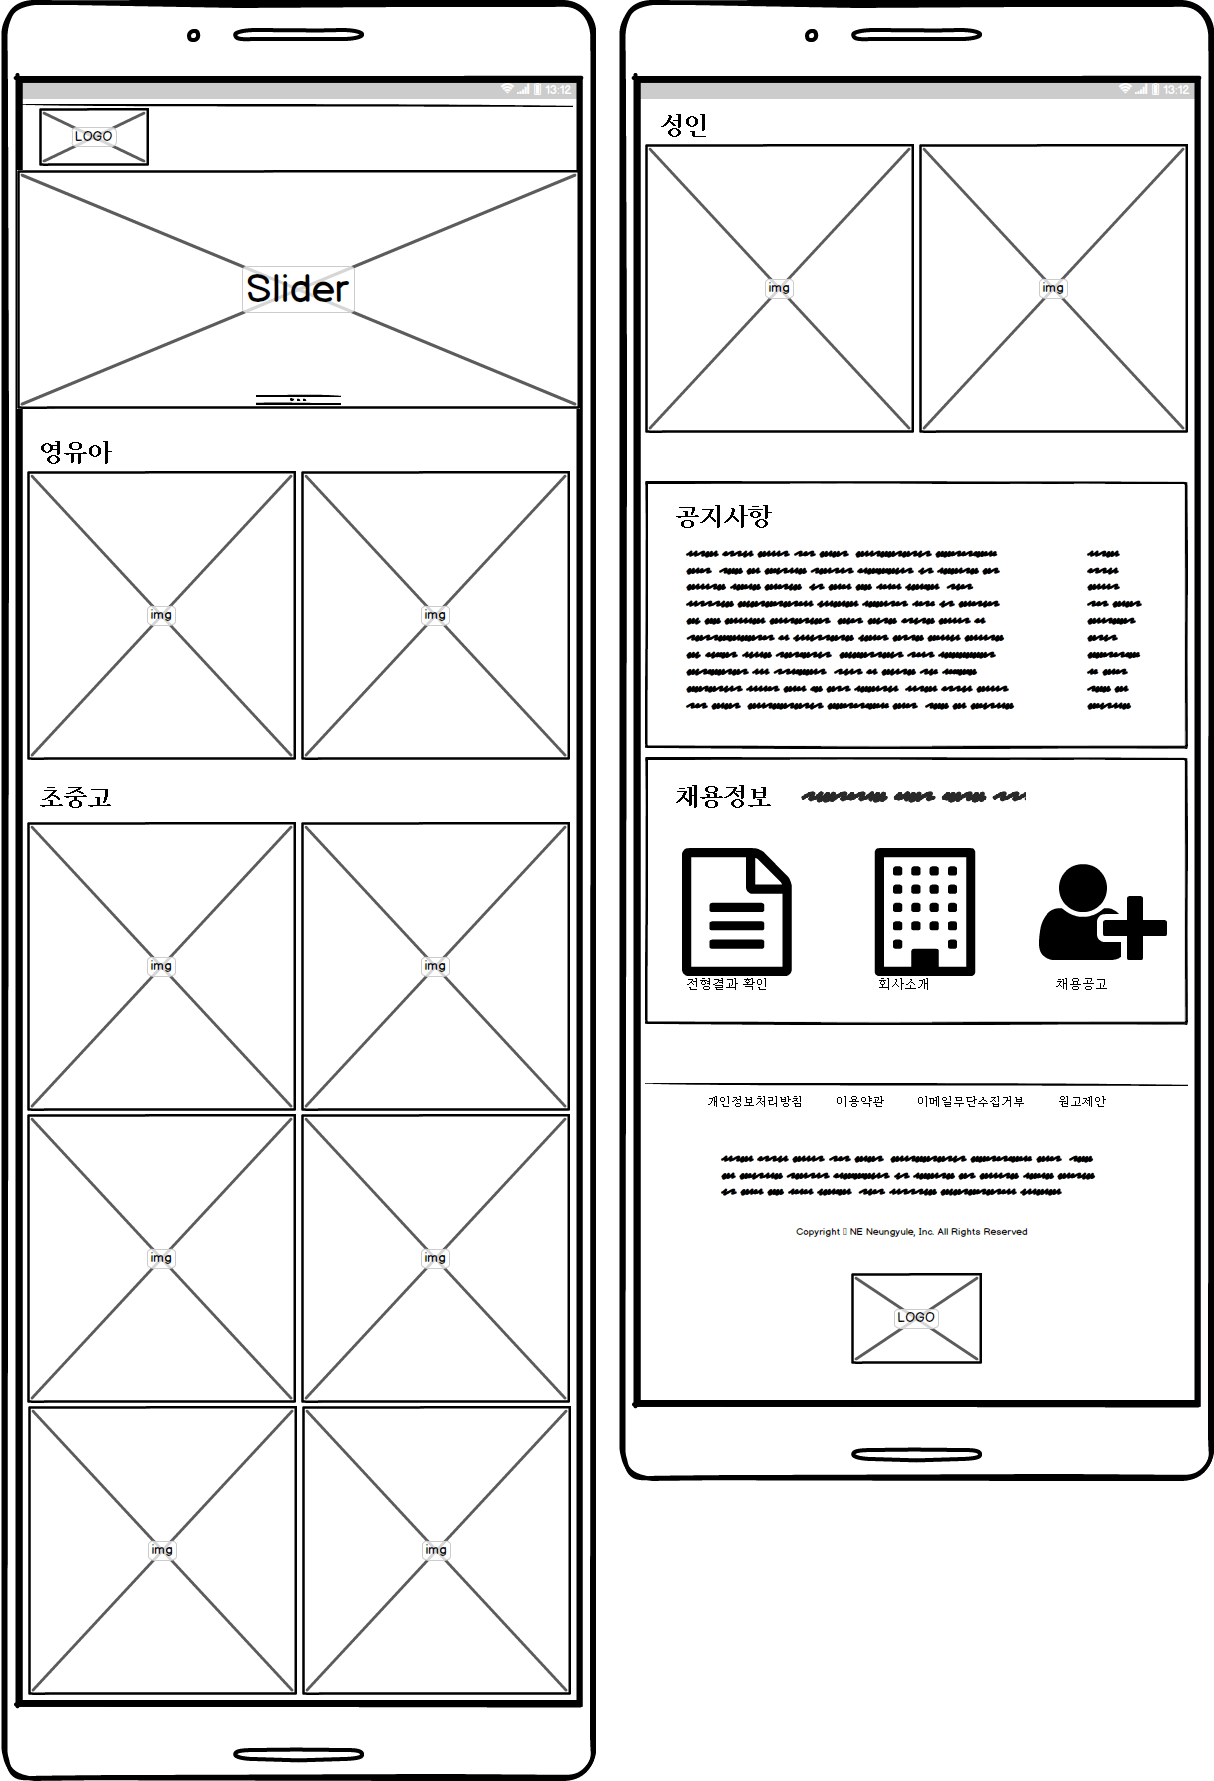 13:12
LOGO
Slider
영유아
img img
초중고
img img
img img
img img
13:12
성인
img img
공지사항
채용정보
전형결과 확인 회사소개 채용공고
개인정보처리방침 이용약관 이메일무단수집거부 원고제안
Copyright ▯ NE Neungyule, Inc. All Rights Reserved
LOGO